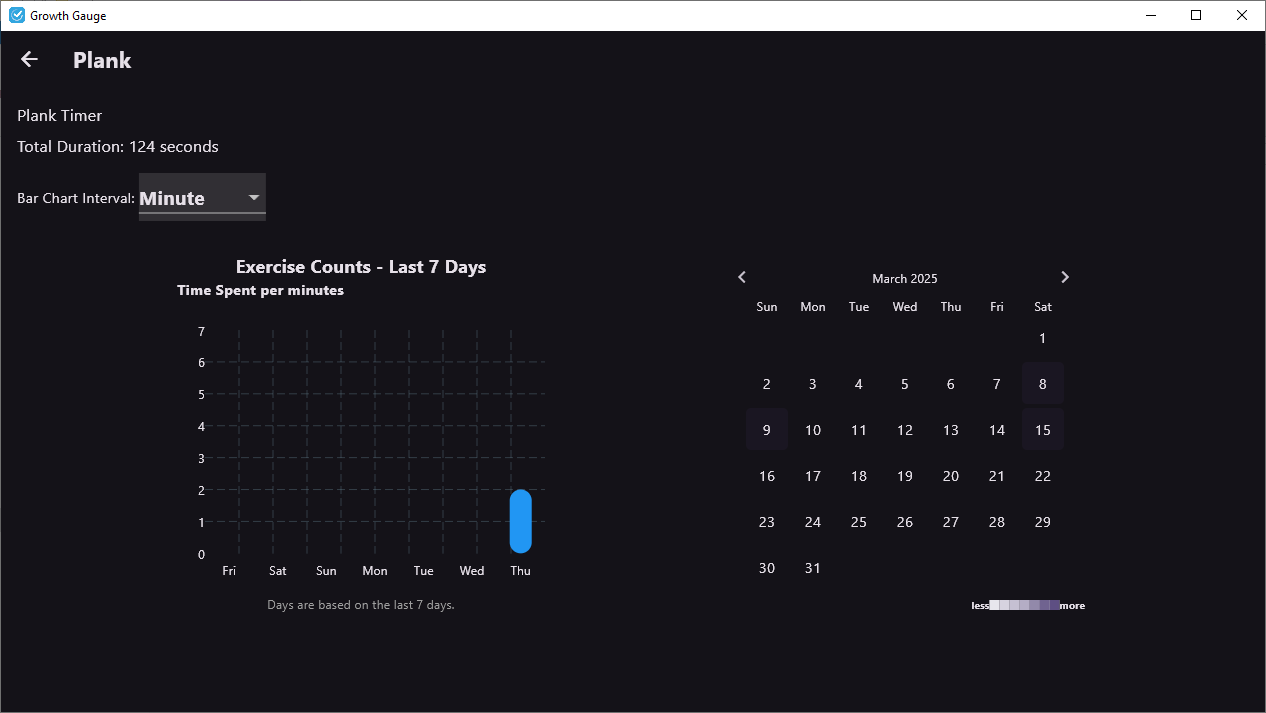 Growth Gauge
Plank
Plank Timer
Total Duration: 124 seconds
Bar Chart Interval: Minute
Exercise Counts - Last 7 Days
Time Spent per minutes
7
6
5
4
3
2
1
0
Fri Sat Sun Mon Tue Wed Thu
Days are based on the last 7 days.
March 2025
Sun Mon Tue Wed Thu Fri Sat
1
2 3 4 5 6 7 8
9 10 11 12 13 14 15
16 17 18 19 20 21 22
23 24 25 26 27 28 29
30 31
less more